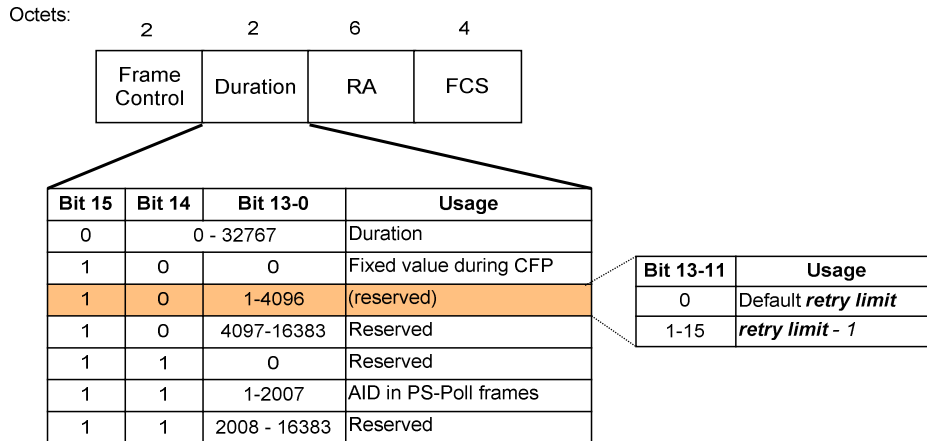 Octets:
2 2 6 4
Frame Control Duration RA FCS
Bit 15 Bit 14 Bit 13-0 Usage
0 0 - 32767 Duration
1 0 0 Fixed value during CFP
1 0 1-4096 (reserved)
1 0 4097-16383 Reserved
1 1 0 Reserved
1 1 1-2007 AID in PS-Poll frames
1 1 2008 - 16383 Reserved
Bit 13-11 Usage
0 Default retry limit
1-15 retry limit - 1